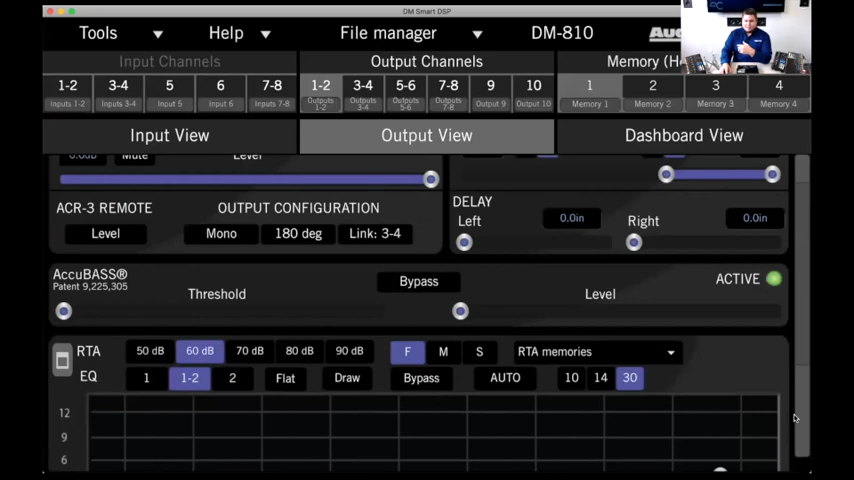 DM Smart DSP
Tools Help File manager DM-810 Au
Input Channels Output Channels Memory (H
1-2 3-4 5 6 7-8 1-2 3-4 5-6 7-8 9 10 1 2 3 4
Inputs 1-2 Inputs 3-4 Input 5 Input 6 Inputs 7-8 Outputs 1-2 Outputs 3-4 Outputs 5-6 Outputs 7-8 Output 9 Output 10 Memory 1 Memory 2 Memory 3 Memory 4
Input View Output View Dashboard View
0.0dB Mute Level
ACR-3 REMOTE OUTPUT CONFIGURATION
Level Mono 180 deg Link: 3-4
DELAY
Left 0.0in Right 0.0in
AccuBASS®
Patent 9,225,305
Bypass ACTIVE
Threshold Level
RTA 50 dB 60 dB 70 dB 80 dB 90 dB F M S RTA memories
EQ 1 1-2 2 Flat Draw Bypass AUTO 10 14 30
12
9
6